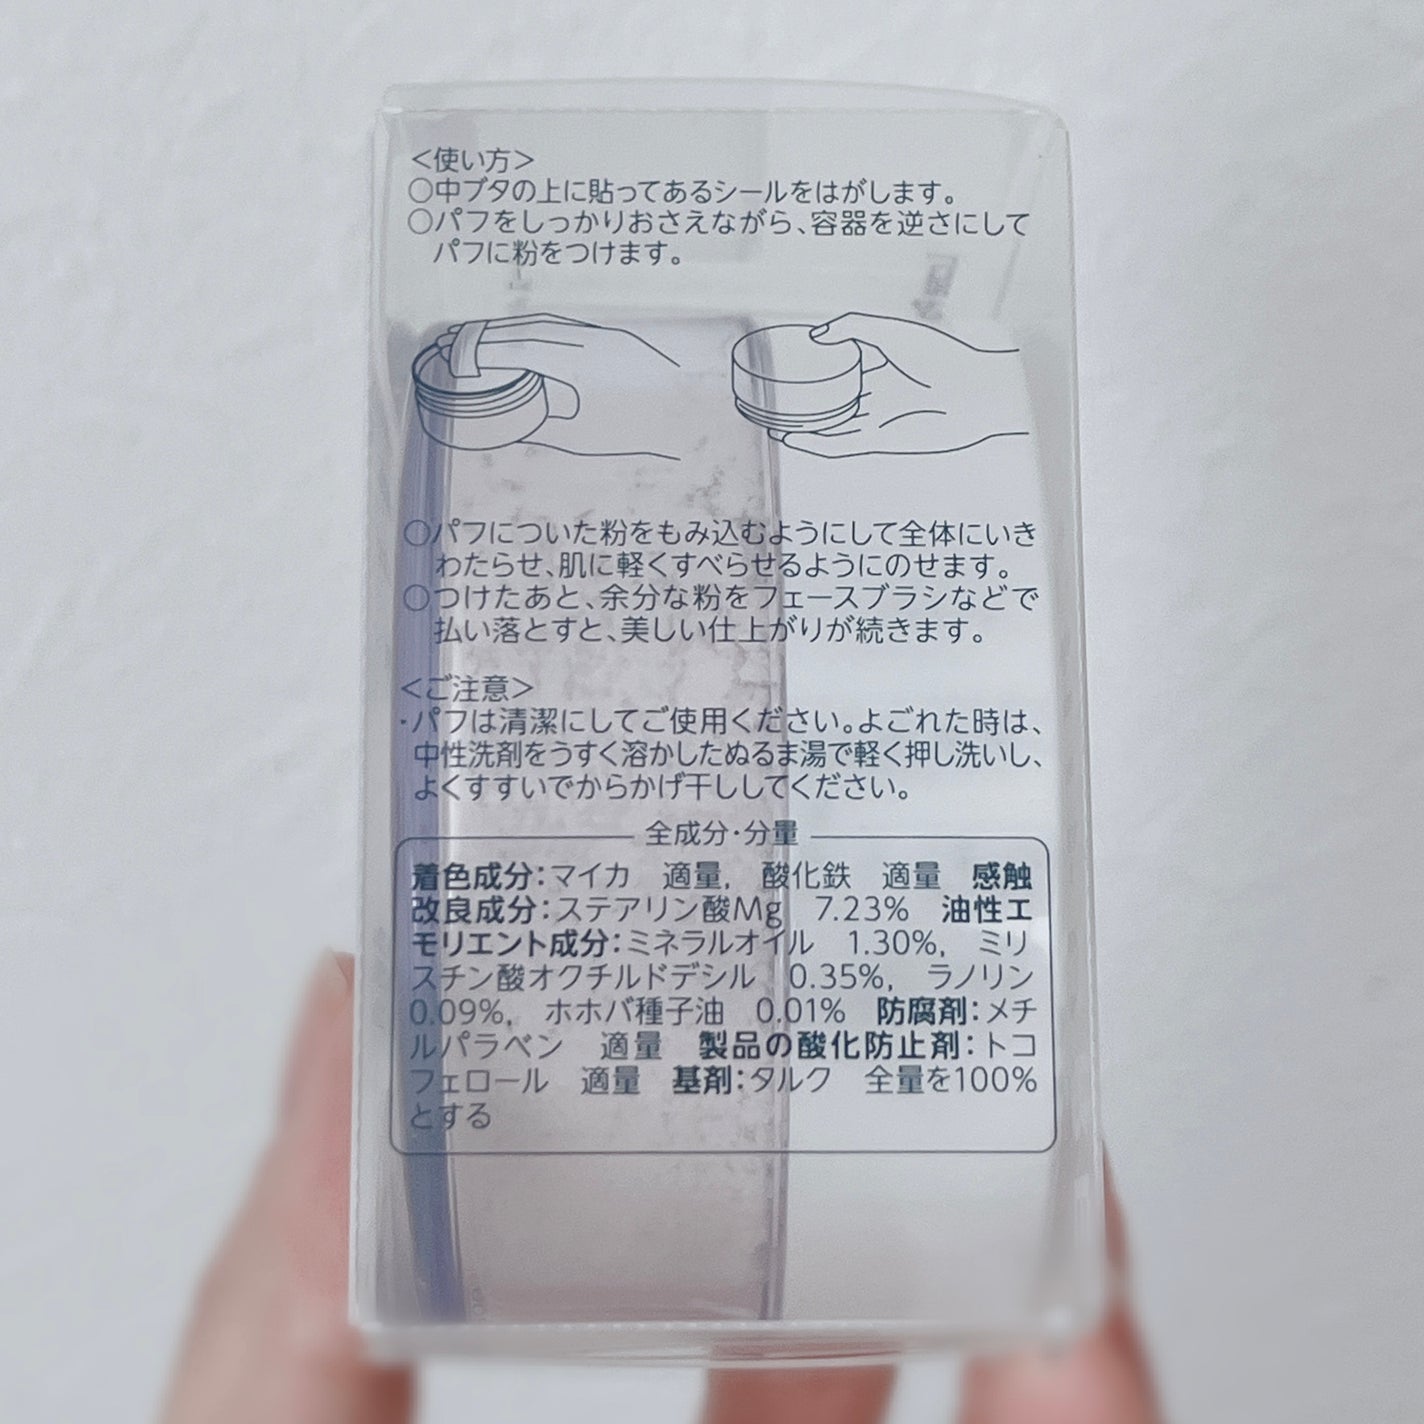 ＜使い方＞
○中ブタの上に貼ってあるシールをはがします。
○パフをしっかりおさえながら、容器を逆さにして
パフに粉をつけます。
○パフについた粉をもみ込むようにして全体にいき
わたらせ、肌に軽くすべらせるようにのせます。
○つけたあと、余分な粉をフェースブラシなどで
払い落とすと、美しい仕上がりが続きます。
＜ご注意＞
・パフは清潔にしてご使用ください。よごれた時は、
中性洗剤をうすく溶かしたぬるま湯で軽く押し洗いし、
よくすすいでからかげ干ししてください。
全成分・分量
着色成分：マイカ　適量,　酸化鉄　適量　感触
改良成分：ステアリン酸Mg　7.23%　油性エ
モリエント成分：ミネラルオイル　1.30%,　ミリ
スチン酸オクチルドデシル　0.35%,　ラノリン
0.09%,　ホホバ種子油　0.01%　防腐剤：メチ
ルパラベン　適量　製品の酸化防止剤：トコ
フェロール　適量　基剤：タルク　全量を100%
とする